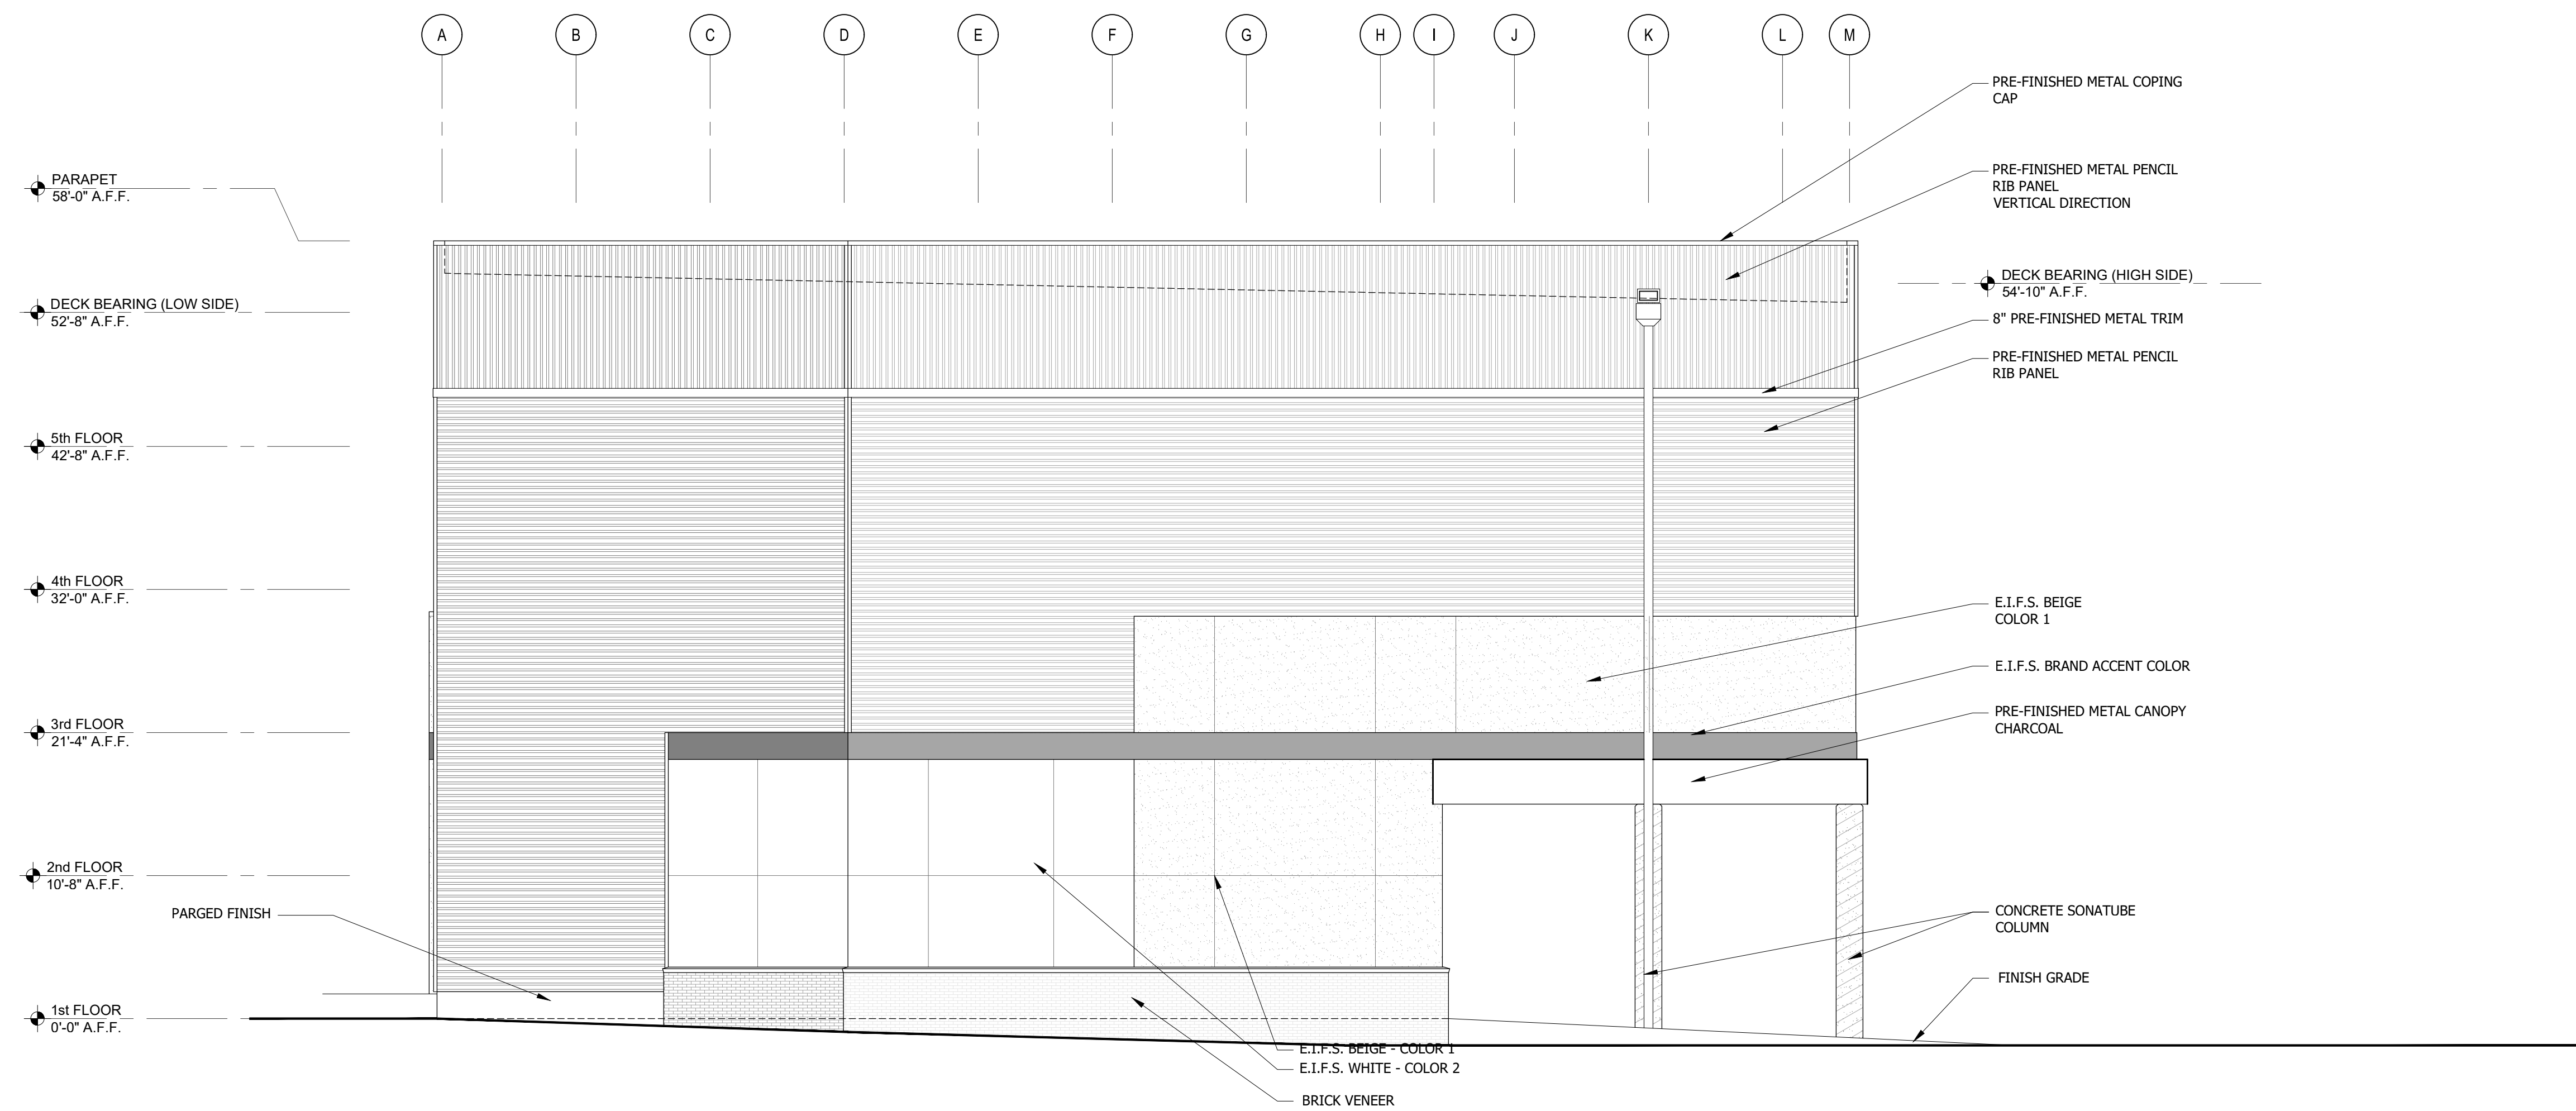 A B C D E F G H I J K L M
PRE-FINISHED METAL COPING
CAP
PRE-FINISHED METAL PENCIL
RIB PANEL
VERTICAL DIRECTION
PARAPET
58'-0" A.F.F.
DECK BEARING (HIGH SIDE)
54'-10" A.F.F.
DECK BEARING (LOW SIDE)
52'-8" A.F.F.
8" PRE-FINISHED METAL TRIM
PRE-FINISHED METAL PENCIL
RIB PANEL
5th FLOOR
42'-8" A.F.F.
4th FLOOR
32'-0" A.F.F.
E.I.F.S. BEIGE
COLOR 1
E.I.F.S. BRAND ACCENT COLOR
PRE-FINISHED METAL CANOPY
CHARCOAL
3rd FLOOR
21'-4" A.F.F.
2nd FLOOR
10'-8" A.F.F.
PARGED FINISH
CONCRETE SONATUBE
COLUMN
FINISH GRADE
1st FLOOR
0'-0" A.F.F.
E.I.F.S. BEIGE - COLOR 1
E.I.F.S. WHITE - COLOR 2
BRICK VENEER